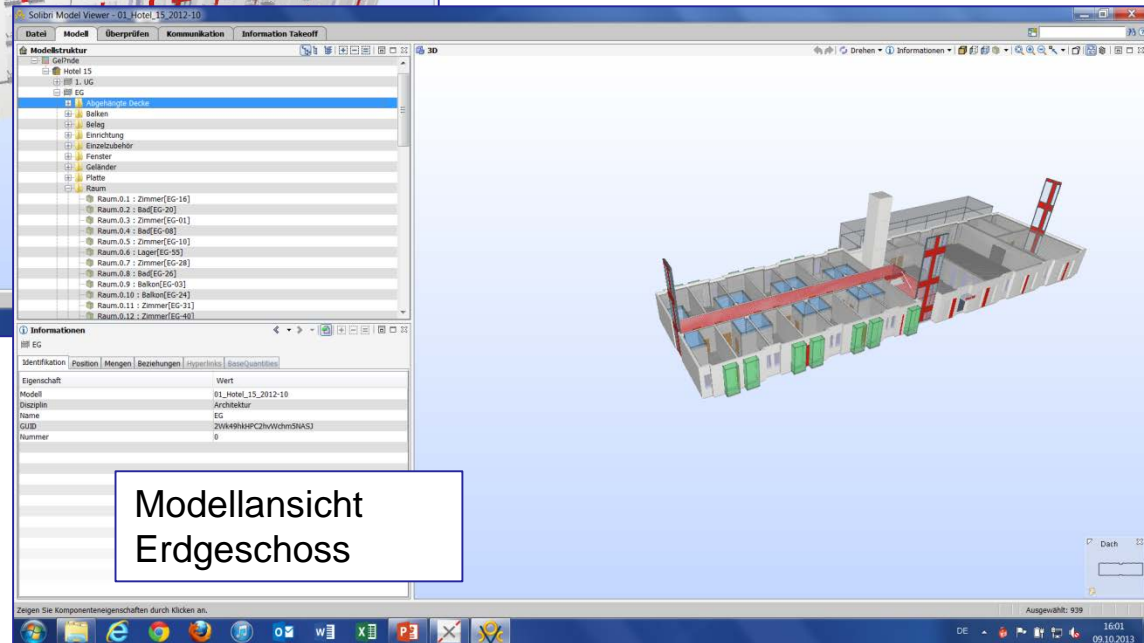 Solibri Model Viewer - 01_Hotel_15_2012-10
Datei Modell Überprüfen Kommunikation Information Takeoff
Modellstruktur
Gel?nde
Hotel 15
1. UG
EG
Abgehängte Decke
Balken
Belag
Einrichtung
Einzelzubehör
Fenster
Geländer
Platte
Raum
Raum.0.1 : Zimmer[EG-16]
Raum.0.2 : Bad[EG-20]
Raum.0.3 : Zimmer[EG-01]
Raum.0.4 : Bad[EG-08]
Raum.0.5 : Zimmer[EG-10]
Raum.0.6 : Lager[EG-55]
Raum.0.7 : Zimmer[EG-28]
Raum.0.8 : Bad[EG-26]
Raum.0.9 : Balkon[EG-03]
Raum.0.10 : Balkon[EG-24]
Raum.0.11 : Zimmer[EG-31]
Raum.0.12 : Zimmer[EG-40]
3D
Drehen Informationen
Informationen
EG
Identifikation Position Mengen Beziehungen Hyperlinks BaseQuantities
Eigenschaft Wert
Modell 01_Hotel_15_2012-10
Disziplin Architektur
Name EG
GUID 2Wk49hkHPC2hvWchm5NASJ
Nummer 0
Modellansicht
Erdgeschoss
Dach
Zeigen Sie Komponenteneigenschaften durch Klicken an.
Ausgewählt: 939
DE
16:01
09.10.2013